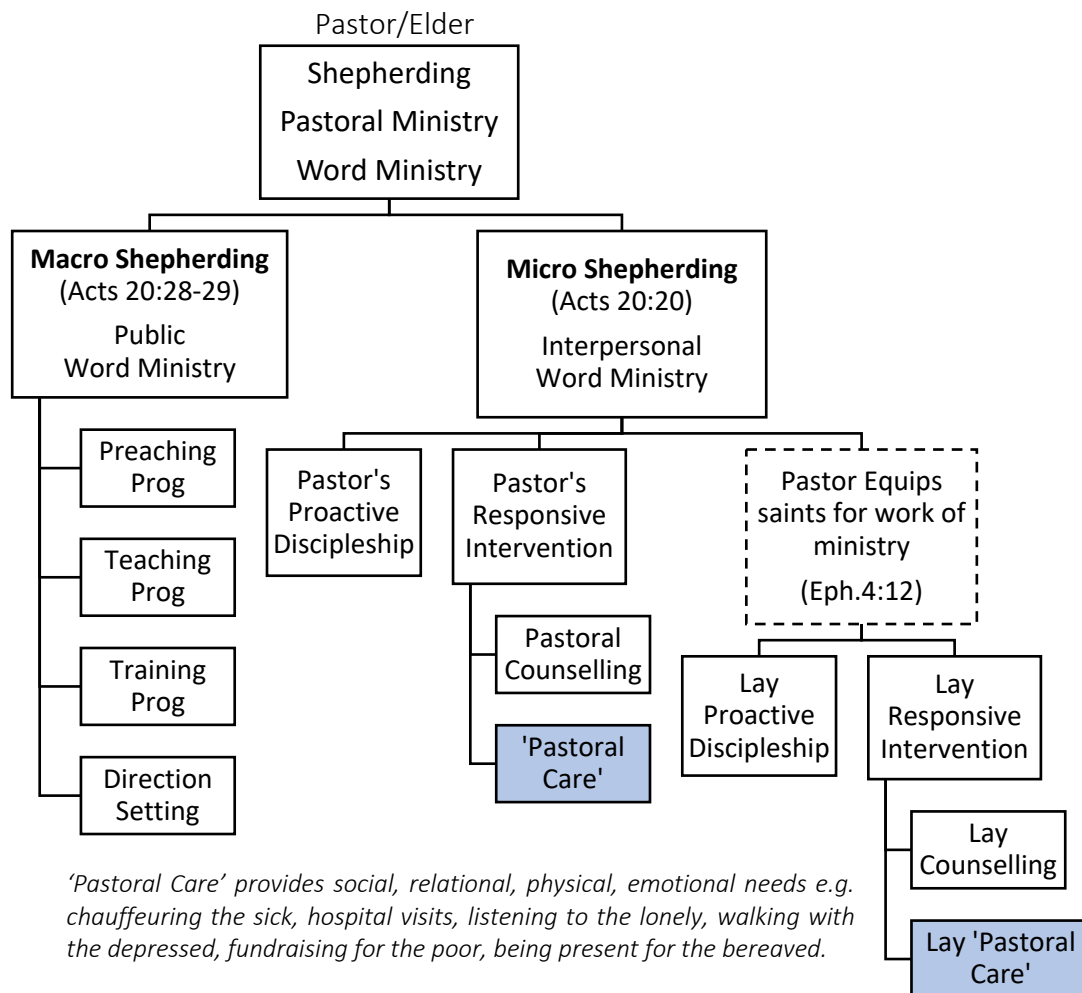 Pastor/Elder
Shepherding
Pastoral Ministry
Word Ministry
Macro Shepherding
(Acts 20:28-29)
Public
Word Ministry
Micro Shepherding
(Acts 20:20)
Interpersonal
Word Ministry
Preaching
Prog
Teaching
Prog
Training
Prog
Direction
Setting
Pastor's
Proactive
Discipleship
Pastor's
Responsive
Intervention
Pastoral
Counselling
'Pastoral
Care'
Pastor Equips
saints for work of
ministry
(Eph.4:12)
Lay
Proactive
Discipleship
Lay
Responsive
Intervention
Lay
Counselling
Lay 'Pastoral
Care'
‘Pastoral Care’ provides social, relational, physical, emotional needs e.g.
chauffeuring the sick, hospital visits, listening to the lonely, walking with
the depressed, fundraising for the poor, being present for the bereaved.